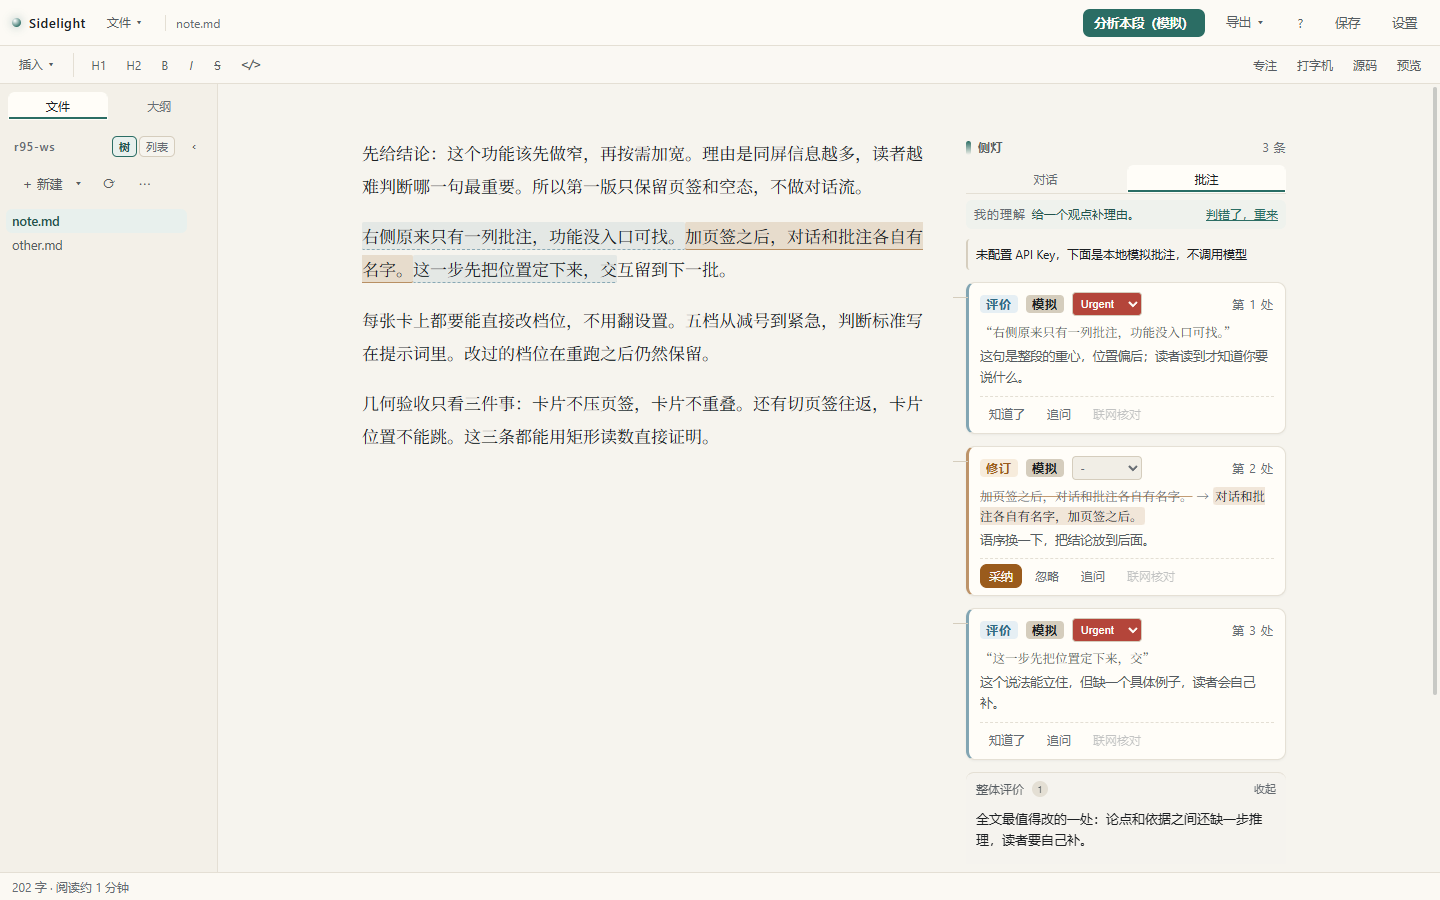 Sidelight 文件 note.md 分析本段（模拟） 导出 ? 保存 设置
插入 H1 H2 B I S </> 专注 打字机 源码 预览
文件 大纲
r95-ws 树 列表 ‹
+ 新建 ⟳ ···
note.md
other.md
先给结论：这个功能该先做窄，再按需加宽。理由是同屏信息越多，读者越
难判断哪一句最重要。所以第一版只保留页签和空态，不做对话流。
右侧原来只有一列批注，功能没入口可找。加页签之后，对话和批注各自有
名字。这一步先把位置定下来，交互留到下一批。
每张卡上都要能直接改档位，不用翻设置。五档从减号到紧急，判断标准写
在提示词里。改过的档位在重跑之后仍然保留。
几何验收只看三件事：卡片不压页签，卡片不重叠。还有切页签往返，卡片
位置不能跳。这三条都能用矩形读数直接证明。
侧灯 3 条
对话 批注
我的理解 给一个观点补理由。 判错了，重来
未配置 API Key，下面是本地模拟批注，不调用模型
评价 模拟 Urgent 第 1 处
“右侧原来只有一列批注，功能没入口可找。”
这句是整段的重心，位置偏后；读者读到才知道你要
说什么。
知道了 追问 联网核对
修订 模拟 - 第 2 处
加页签之后，对话和批注各自有名字。 → 对话和批
注各自有名字，加页签之后。
语序换一下，把结论放到后面。
采纳 忽略 追问 联网核对
评价 模拟 Urgent 第 3 处
“这一步先把位置定下来，交”
这个说法能立住，但缺一个具体例子，读者会自己
补。
知道了 追问 联网核对
整体评价 1 收起
全文最值得改的一处：论点和依据之间还缺一步推
理，读者要自己补。
202 字 · 阅读约 1 分钟